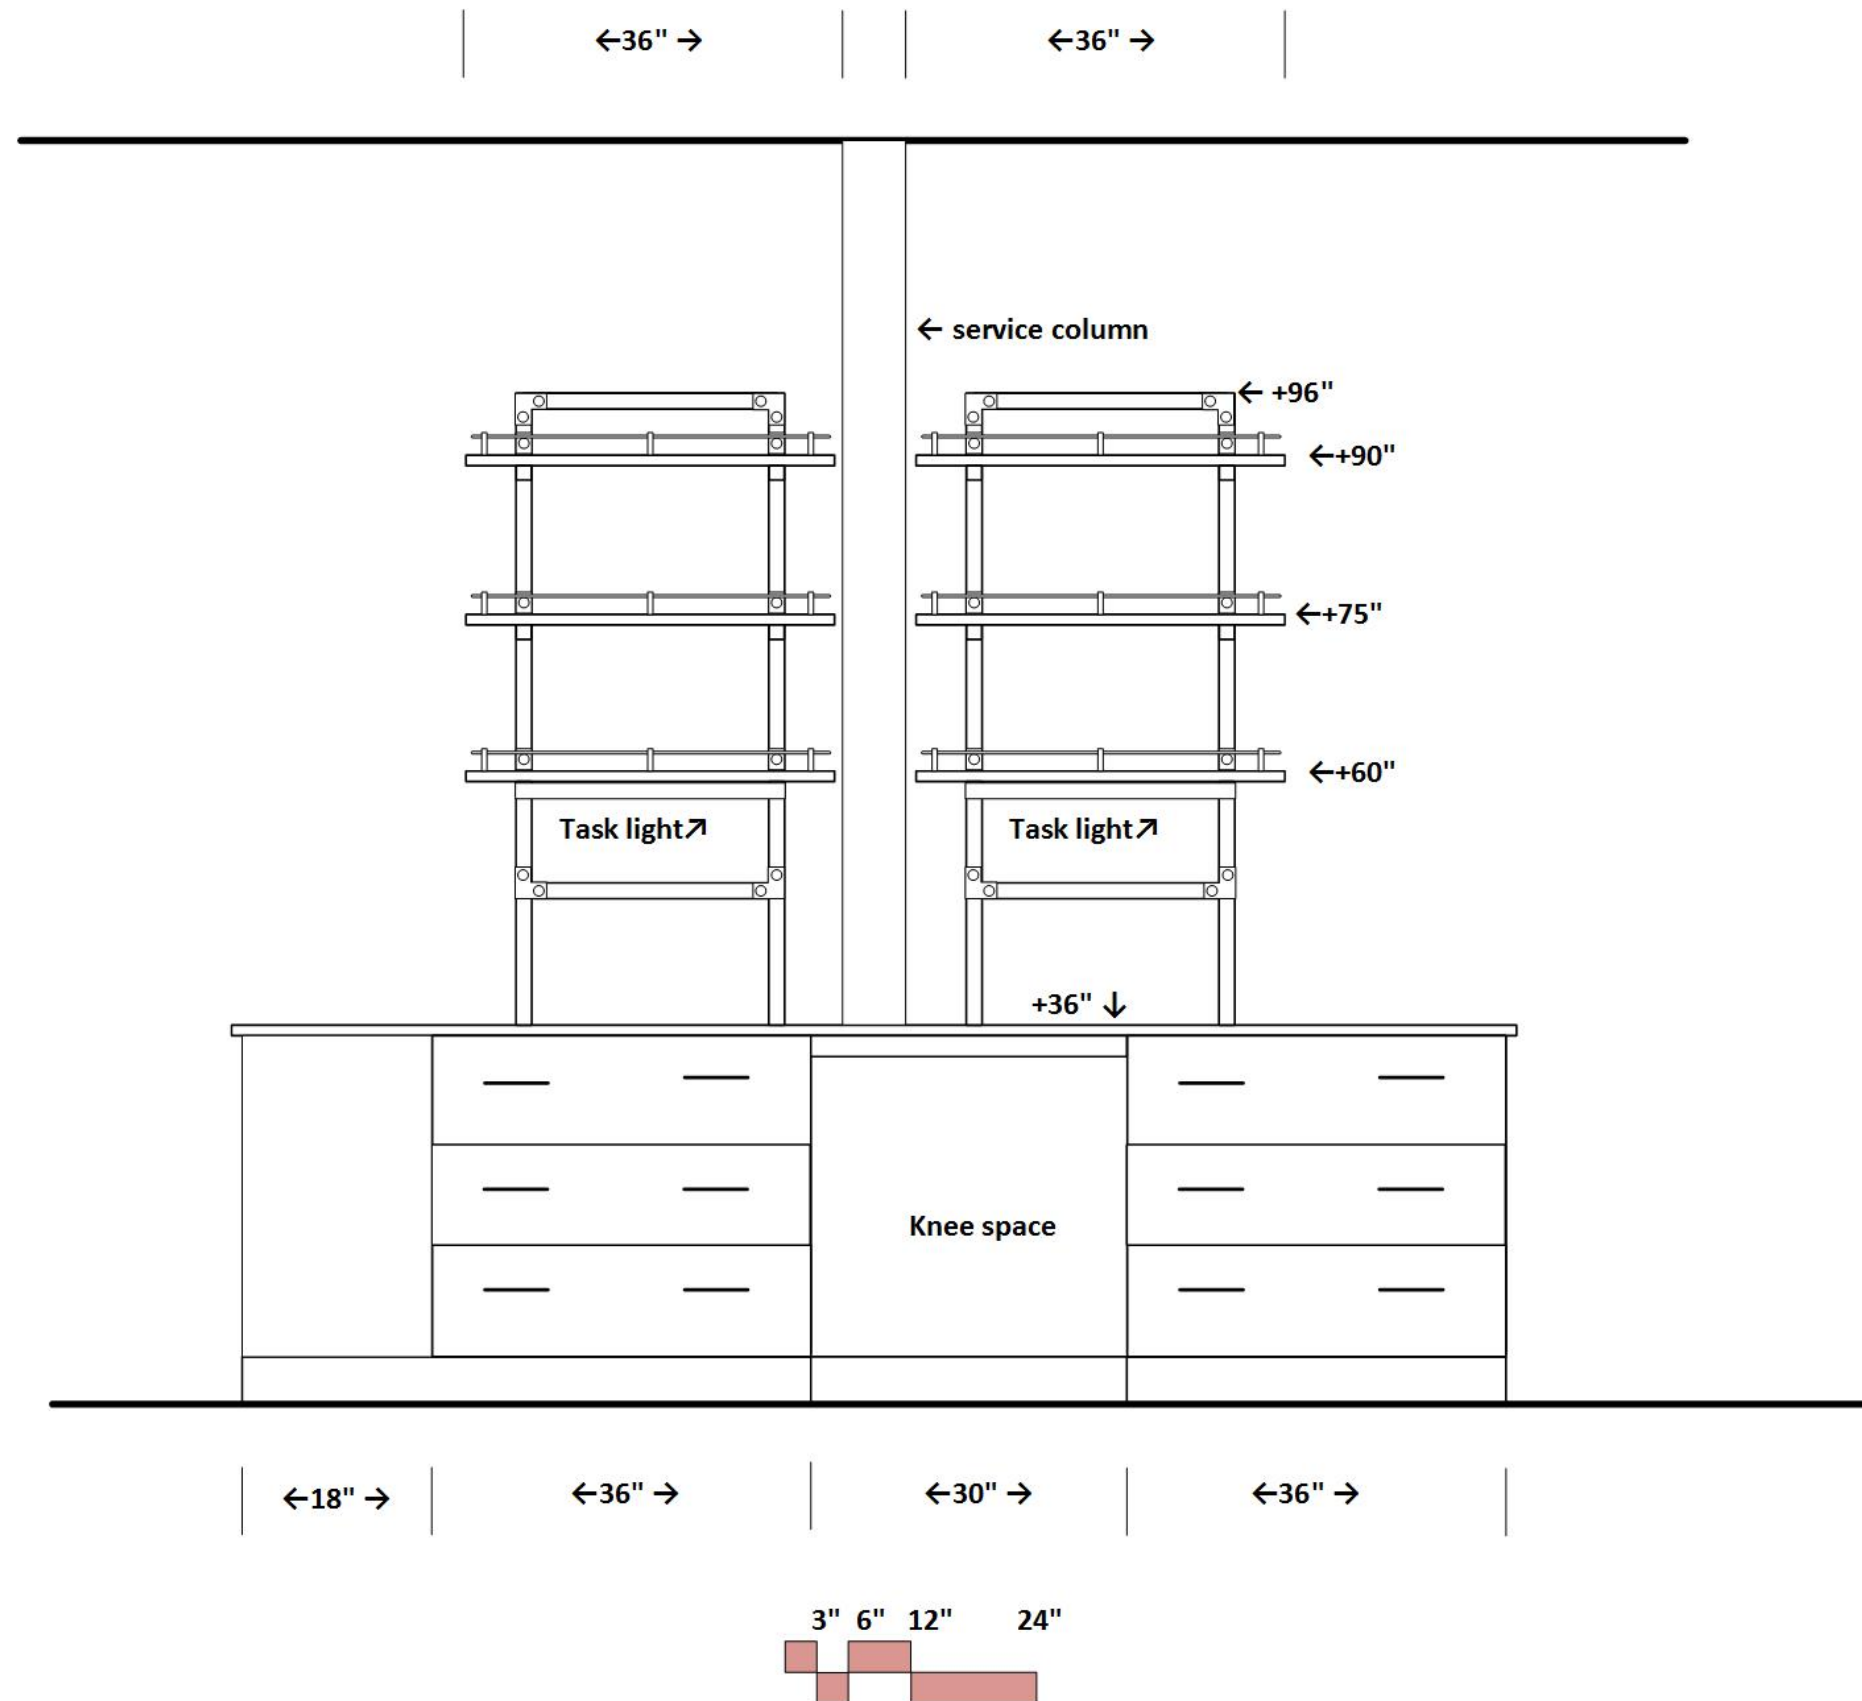 ←36" → ←36" →
← service column
← +96"
←+90"
←+75"
←+60"
Task light↗ Task light↗
+36" ↓
Knee space
←18" → ←36" → ←30" → ←36" →
3" 6" 12" 24"